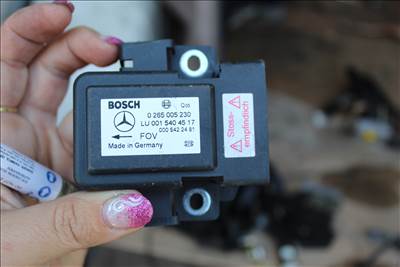 BOSCH
0 265 005 230
LU 001 540 45 17
000 542 24 81
FOV
Made in Germany
Stoss-
empfindlich